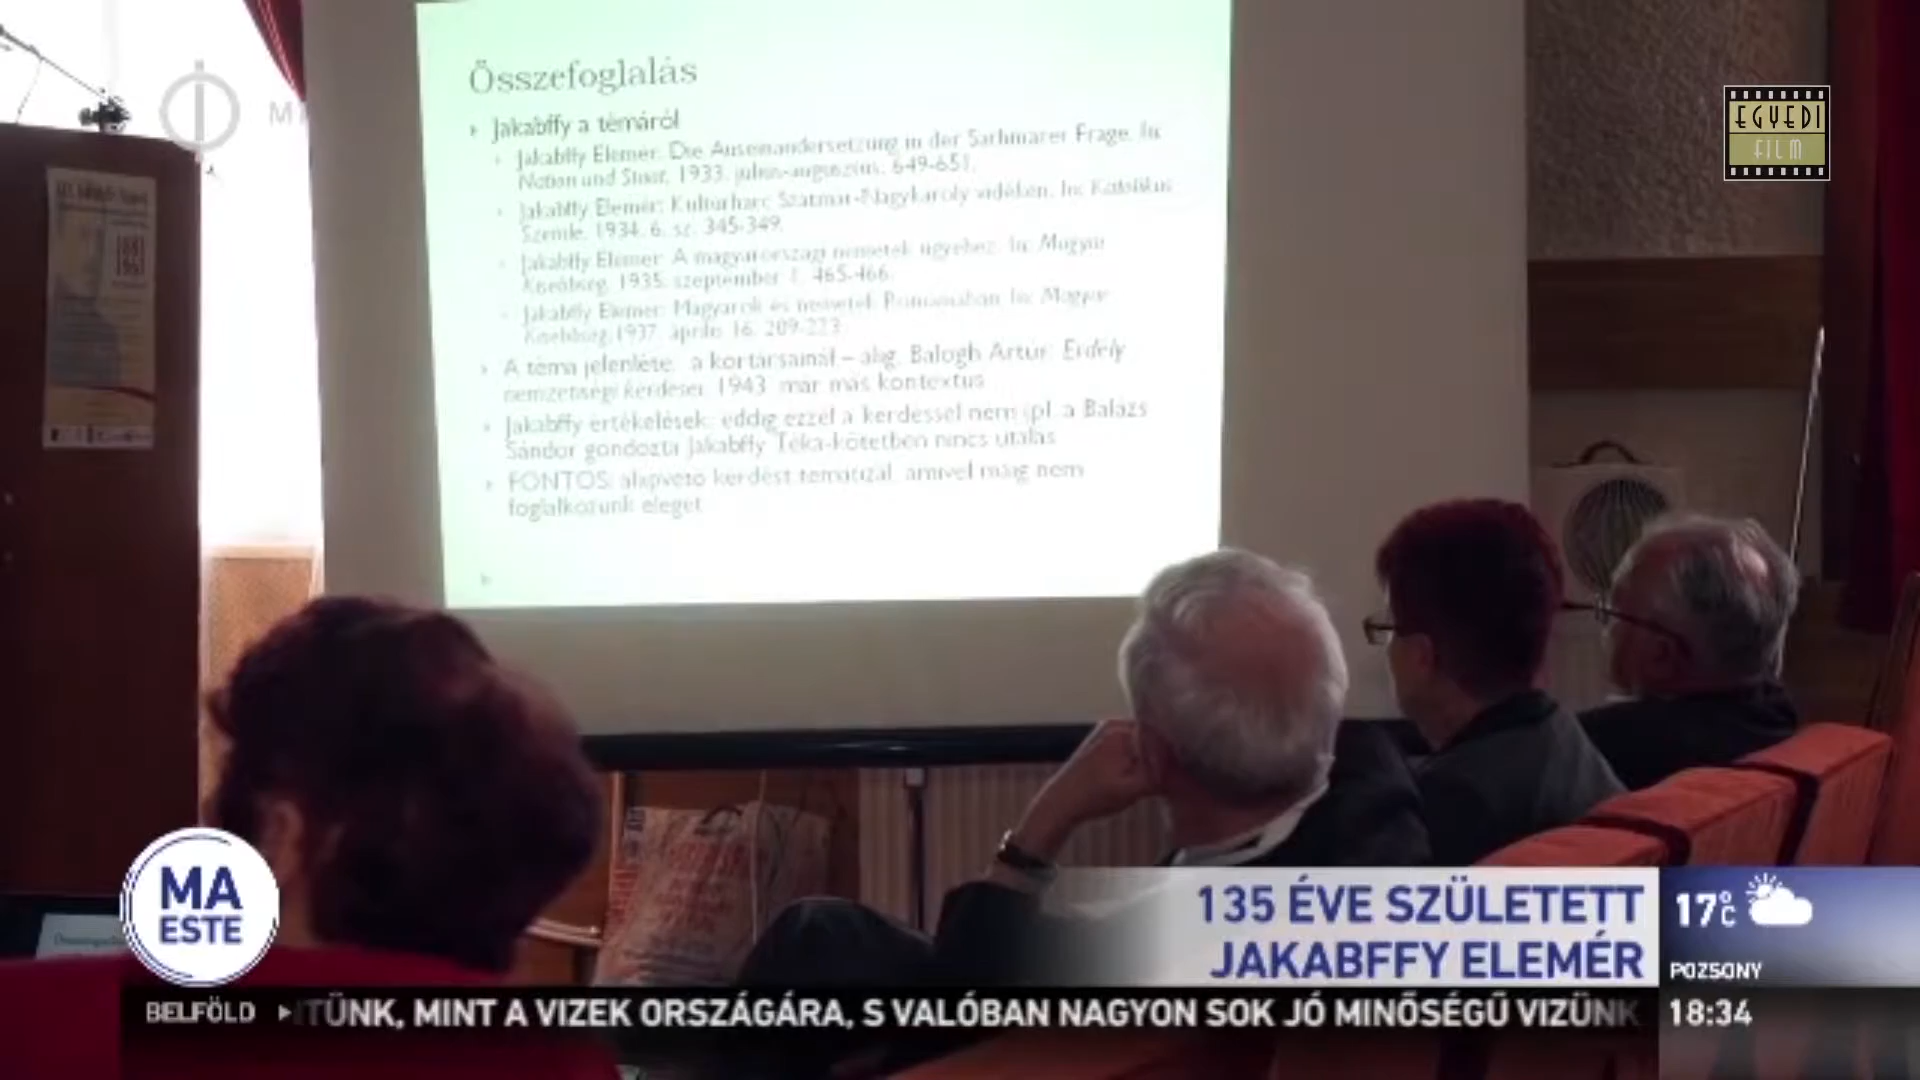 Összefoglalás
Jakabffy a témáról
Jakabffy Elemér: Die Auseinandersetzung in der Sathmarer Frage. In:
Nation und Staat, 1933. július-augusztus, 649-651.
Jakabffy Elemér: Kultúrharc Szatmár-Nagykároly vidékén. In: Katolikus
Szemle, 1934. 6. sz. 345-349.
Jakabffy Elemér: A magyarországi németek ügyéhez. In: Magyar
Kisebbség, 1935. szeptember 1. 465-466.
Jakabffy Elemér: Magyarok és németek Romániában. In: Magyar
Kisebbség, 1937. április 16. 209-223.
A téma jelenléte: a kortársainál – alig. Balogh Artúr: Erdély
nemzetiségi kérdései, 1943 már más kontextus
Jakabffy értékelések: eddig ezzel a kérdéssel nem (pl. a Balázs
Sándor gondozta Jakabffy Téka-kötetben nincs utalás
FONTOS: alapvető kérdést tematizál, amivel máig nem
foglalkozunk eleget
EGYEDI
FILM
MA
ESTE
135 ÉVE SZÜLETETT
JAKABFFY ELEMÉR
17°C
POZSONY
BELFÖLD ITÜNK, MINT A VIZEK ORSZÁGÁRA, S VALÓBAN NAGYON SOK JÓ MINŐSÉGŰ VIZÜNK
18:34